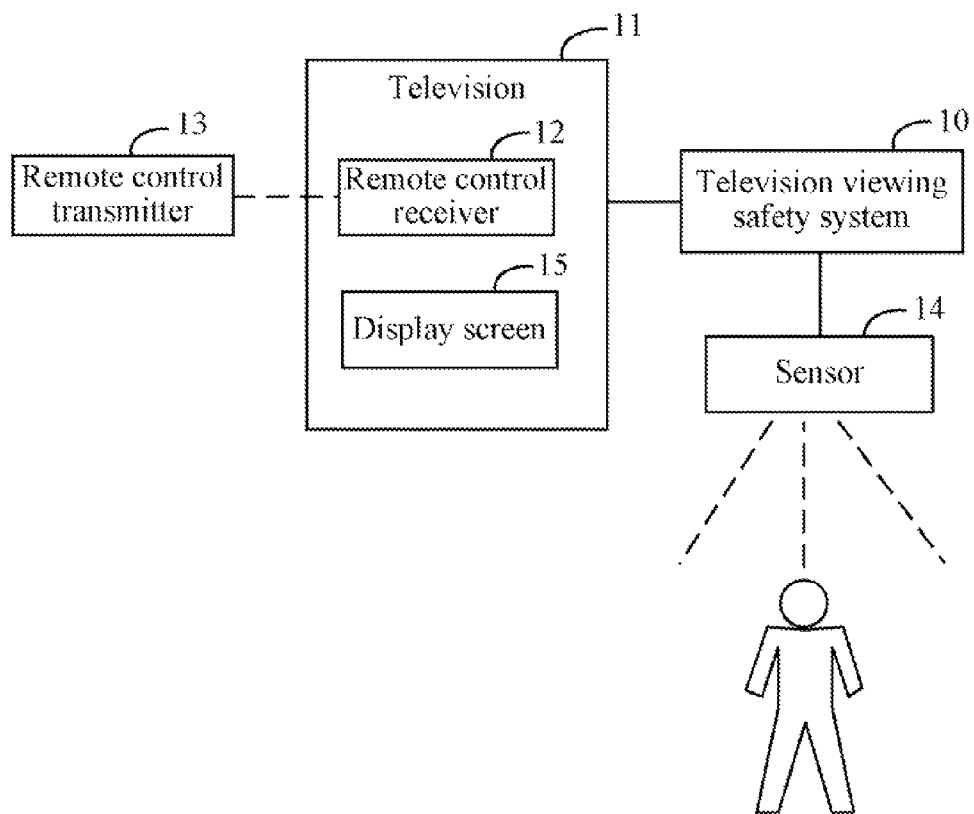 11
Television
13
Remote control
transmitter
12
Remote control
receiver
10
Television viewing
safety system
15
Display screen
14
Sensor